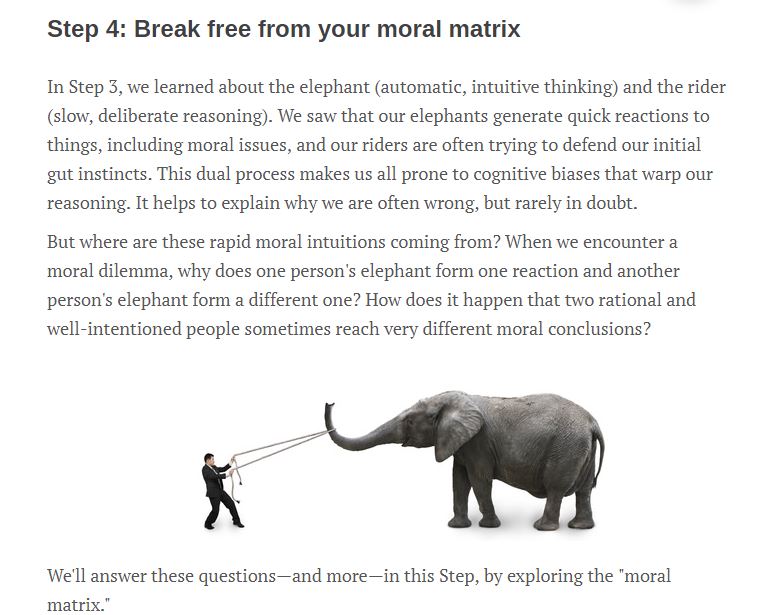 Step 4: Break free from your moral matrix
In Step 3, we learned about the elephant (automatic, intuitive thinking) and the rider
(slow, deliberate reasoning). We saw that our elephants generate quick reactions to
things, including moral issues, and our riders are often trying to defend our initial
gut instincts. This dual process makes us all prone to cognitive biases that warp our
reasoning. It helps to explain why we are often wrong, but rarely in doubt.
But where are these rapid moral intuitions coming from? When we encounter a
moral dilemma, why does one person's elephant form one reaction and another
person's elephant form a different one? How does it happen that two rational and
well-intentioned people sometimes reach very different moral conclusions?
We'll answer these questions—and more—in this Step, by exploring the "moral
matrix."